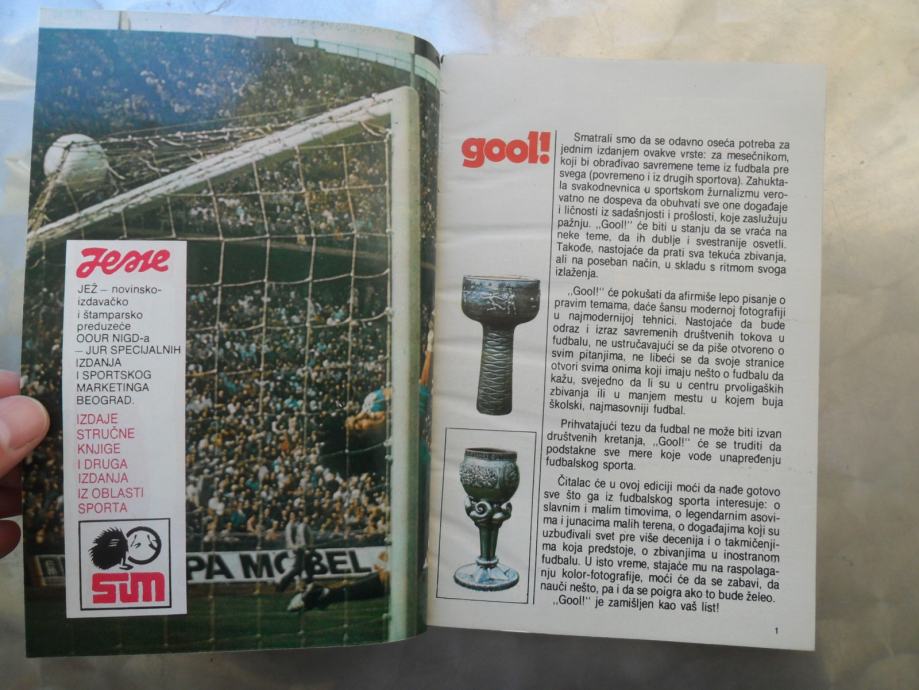 Jesse
JEŽ – novinsko-
izdavačko
i štamparsko
preduzeće
OOUR NIGD-a
– JUR SPECIJALNIH
IZDANJA
I SPORTSKOG
MARKETINGA
BEOGRAD.
IZDAJE
STRUČNE
KNJIGE
I DRUGA
IZDANJA
IZ OBLASTI
SPORTA
SIM
PA MÖBEL
gool!
Smatrali smo da se odavno oseća potreba za
jednim izdanjem ovakve vrste: za mesečnikom,
koji bi obrađivao savremene teme iz fudbala pre
svega (povremeno i iz drugih sportova). Zahukta-
la svakodnevnica u sportskom žurnalizmu vero-
vatno ne dospeva da obuhvati sve one događaje
i ličnosti iz sadašnjosti i prošlosti, koje zaslužuju
pažnju. „Gool!" će biti u stanju da se vraća na
neke teme, da ih dublje i svestranije osvetli.
Takođe, nastojaće da prati sva tekuća zbivanja,
ali na poseban način, u skladu s ritmom svoga
izlaženja.
„Gool!" će pokušati da afirmiše lepo pisanje o
pravim temama, daće šansu modernoj fotografiji
u najmodernijoj tehnici. Nastojaće da bude
odraz i izraz savremenih društvenih tokova u
fudbalu, ne ustručavajući se da piše otvoreno o
svim pitanjima, ne libeći se da svoje stranice
otvori svima onima koji imaju nešto o fudbalu da
kažu, svejedno da li su u centru prvoligaških
zbivanja ili u manjem mestu u kojem buja
školski, najmasovniji fudbal.
Prihvatajući tezu da fudbal ne može biti izvan
društvenih kretanja, „Gool!" će se truditi da
podstakne sve mere koje vode unapređenju
fudbalskog sporta.
Čitalac će u ovoj ediciji moći da nađe gotovo
sve što ga iz fudbalskog sporta interesuje: o
slavnim i malim timovima, o legendarnim asovi-
ma i junacima malih terena, o događajima koji su
uzbuđivali svet pre više decenija i o takmičenji-
ma koja predstoje, o zbivanjima u inostranom
fudbalu. U isto vreme, stajaće mu na raspolaga-
nju kolor-fotografije, moći će da se zabavi, da
nauči nešto, pa i da se poigra ako to bude želeo.
„Gool!" je zamišljen kao vaš list!
1